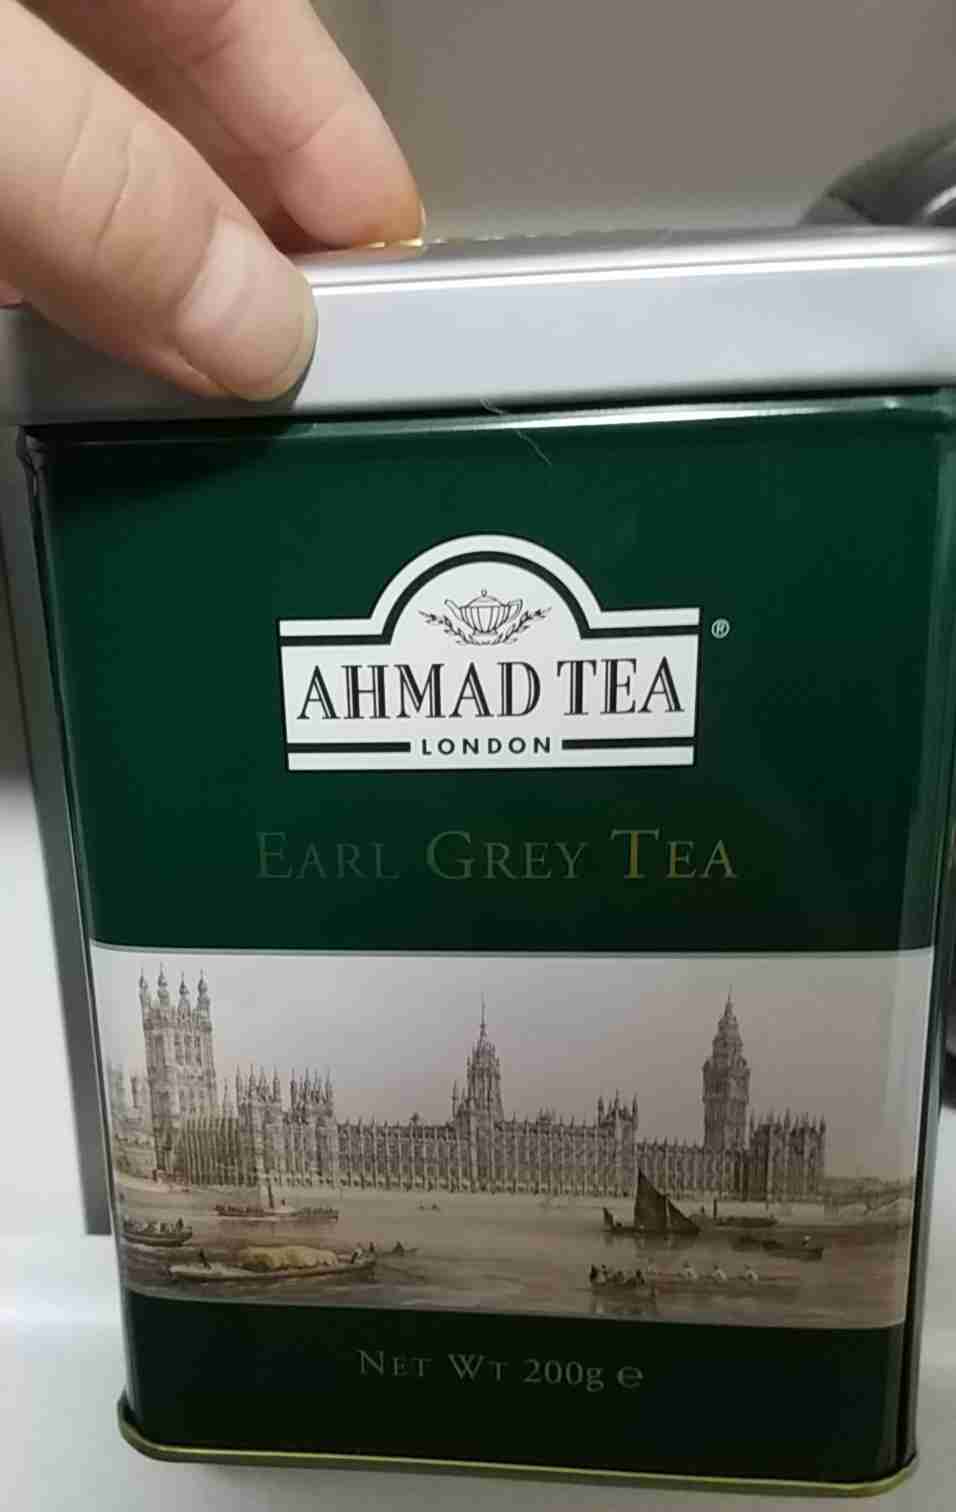 AHMAD TEA
®
LONDON
EARL GREY TEA
NET WT 200g ℮